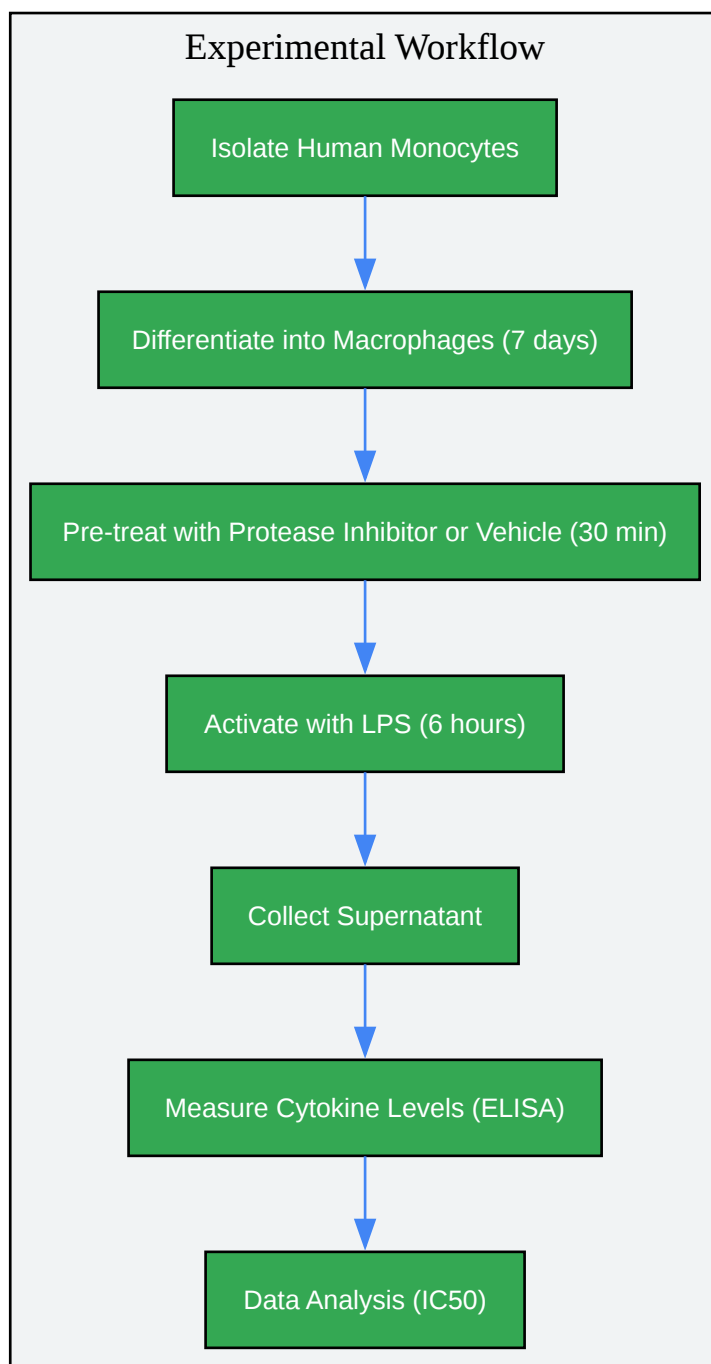 Experimental Workflow
Isolate Human Monocytes
Differentiate into Macrophages (7 days)
Pre-treat with Protease Inhibitor or Vehicle (30 min)
Activate with LPS (6 hours)
Collect Supernatant
Measure Cytokine Levels (ELISA)
Data Analysis (IC50)